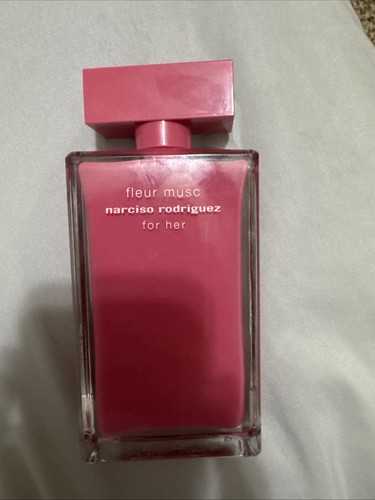 fleur musc
narciso rodriguez
for her